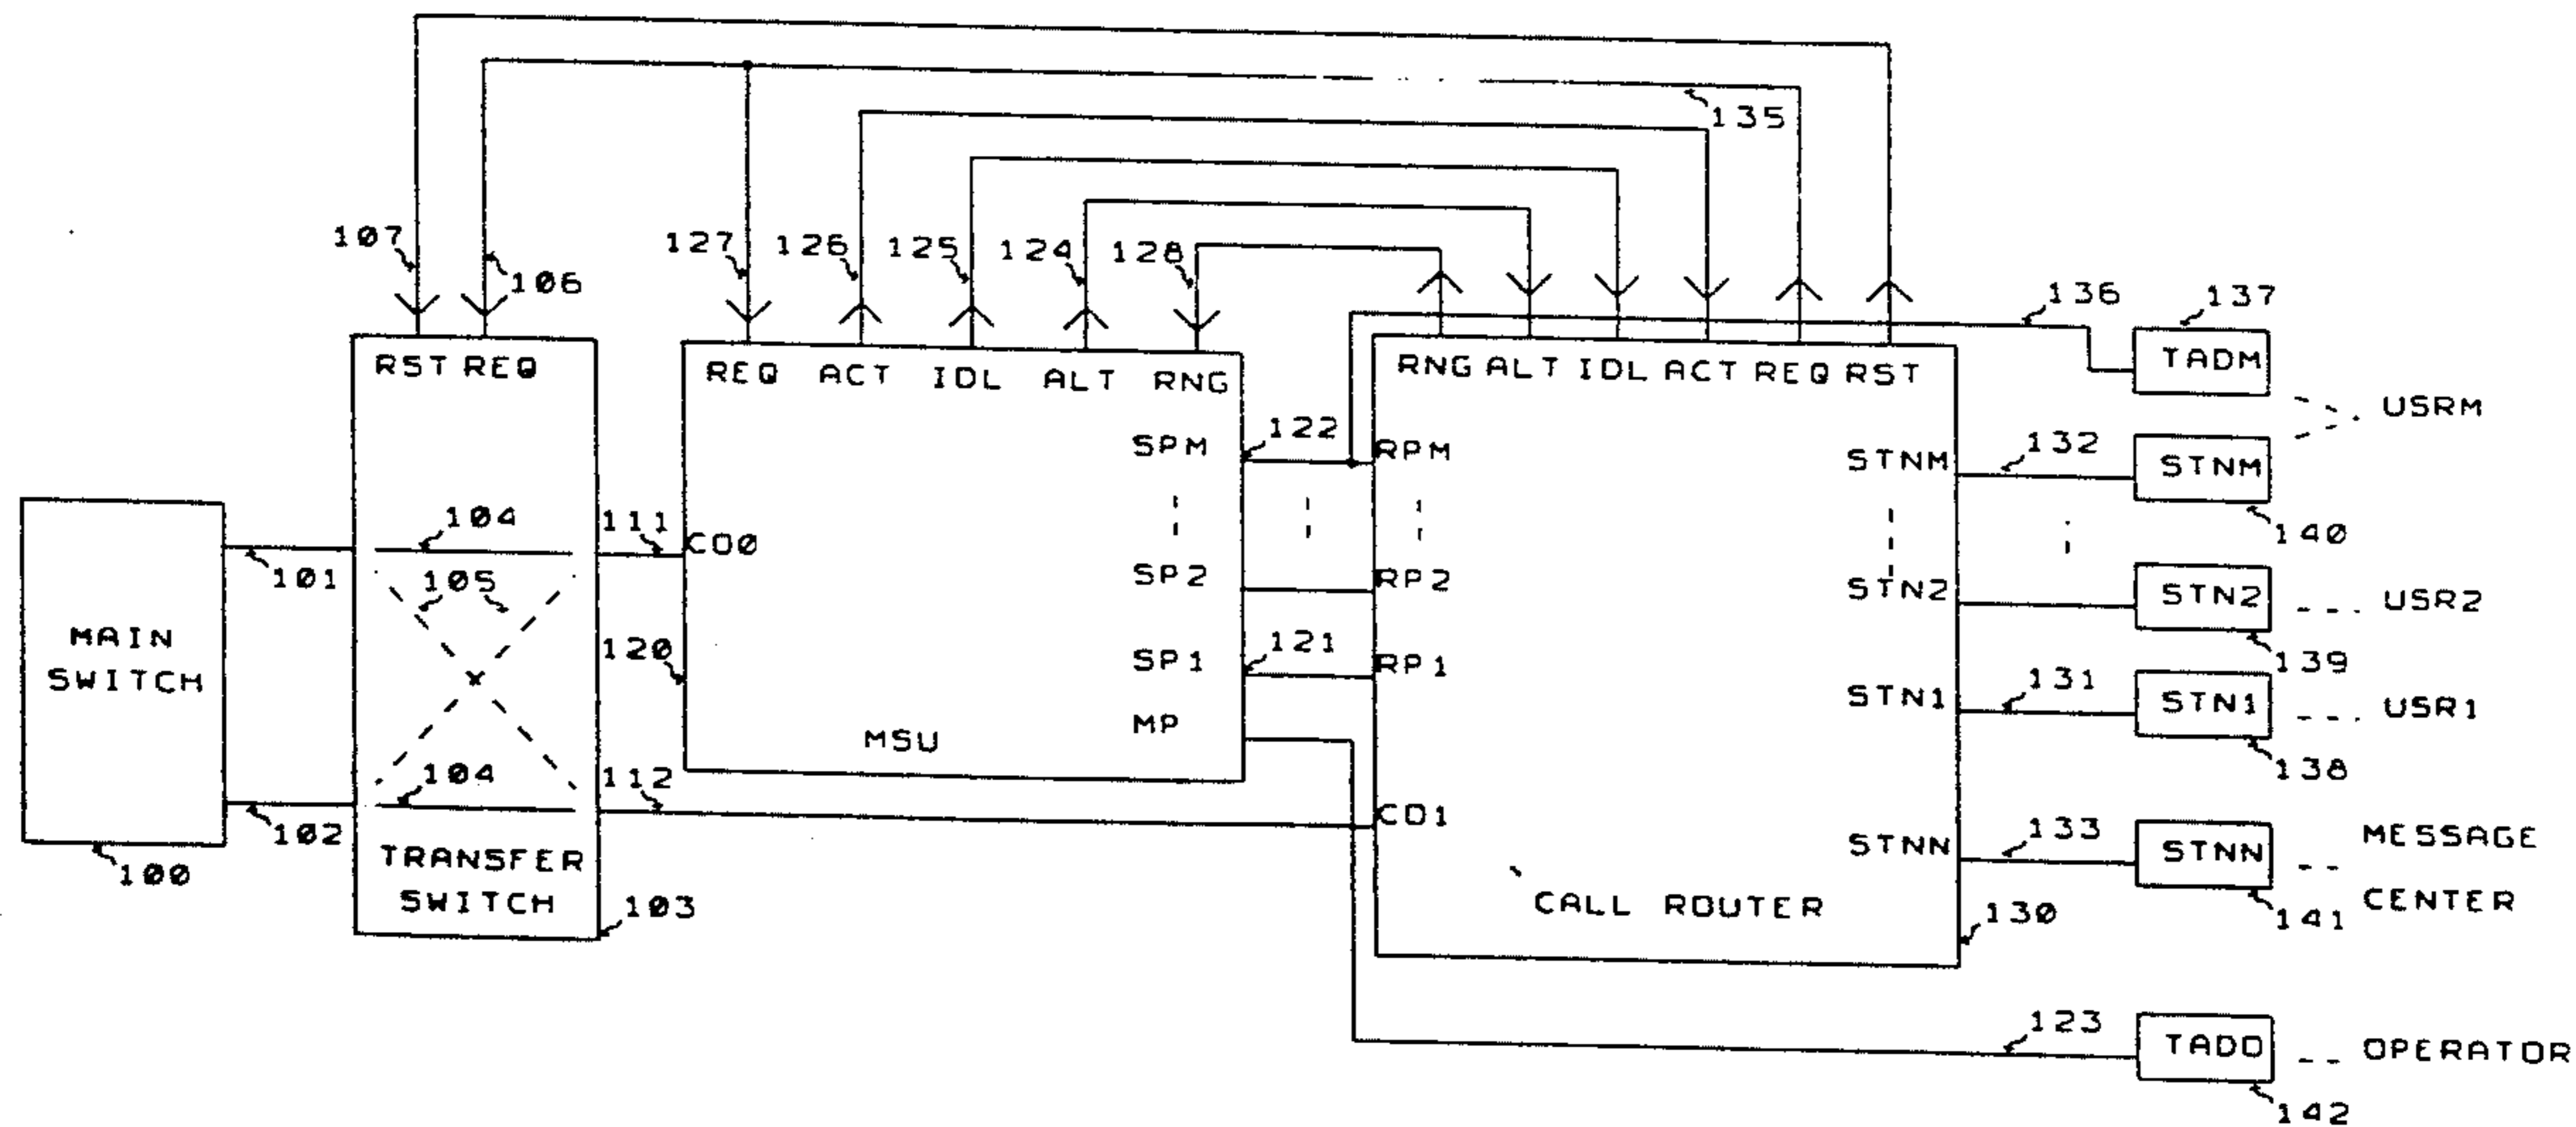 135
107
106
127
126
125
124
128
136
137
RST REQ
REQ ACT IDL ALT RNG
RNG ALT IDL ACT REQ RST
TADM
USRM
SPM
122
RPM
STNM
132
STNM
140
104
101
111
CO0
105
SP2
RP2
STN2
STN2
USR2
139
MAIN
SWITCH
100
120
SP1
121
RP1
STN1
131
STN1
USR1
138
MP
MSU
104
102
112
CO1
TRANSFER
SWITCH
103
STNN
133
STNN
141
MESSAGE
CENTER
CALL ROUTER
130
123
TADO
OPERATOR
142